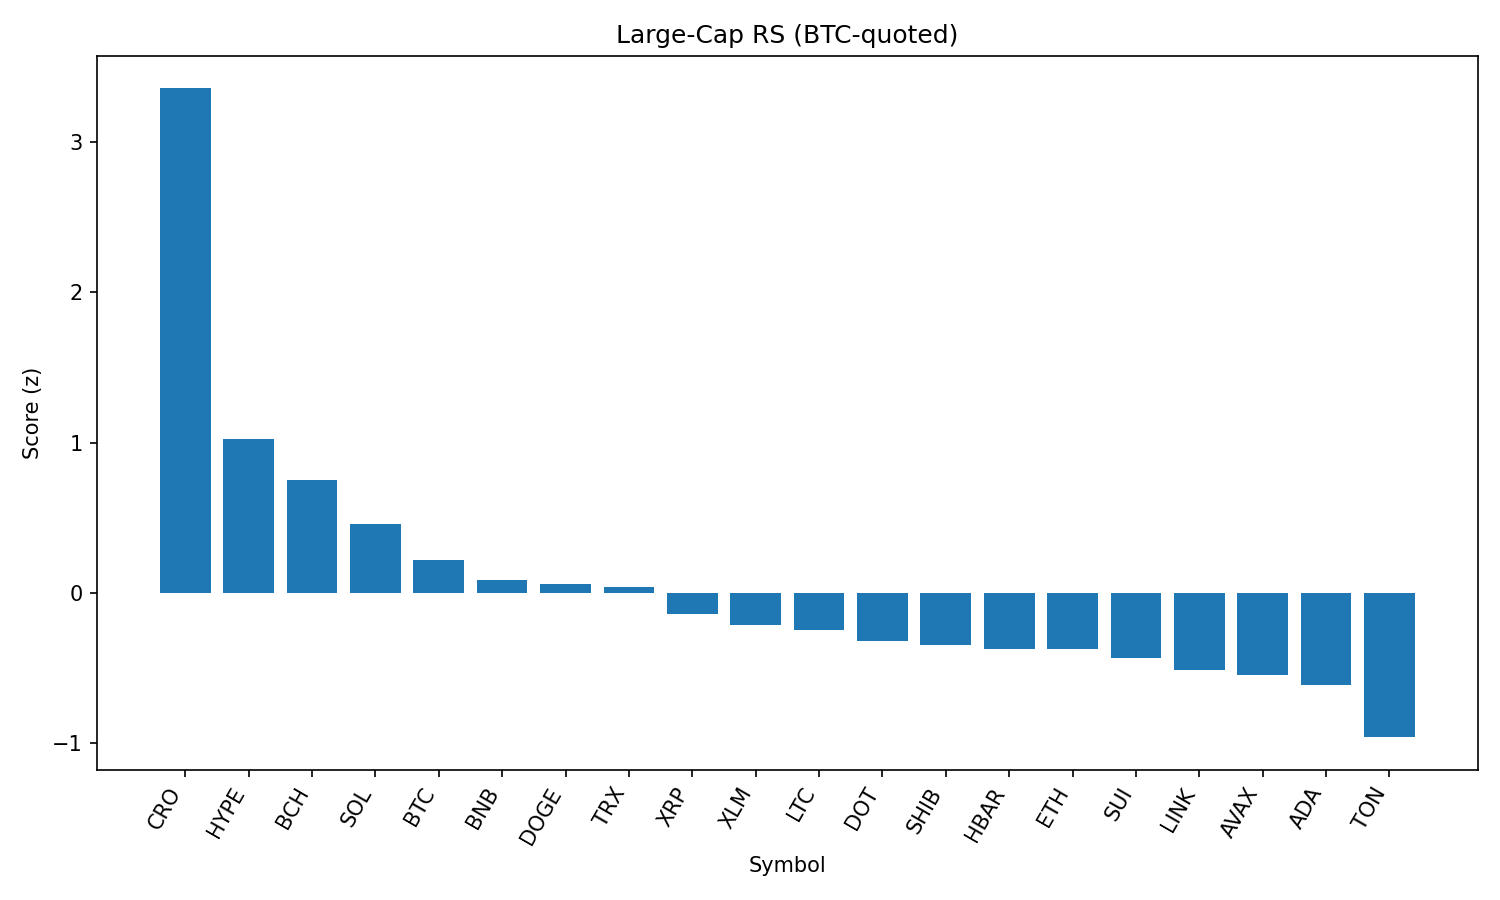 Large-Cap RS (BTC-quoted)
Score (z)
3
2
1
0
−1
CRO
HYPE
BCH
SOL
BTC
BNB
DOGE
TRX
XRP
XLM
LTC
DOT
SHIB
HBAR
ETH
SUI
LINK
AVAX
ADA
TON
Symbol